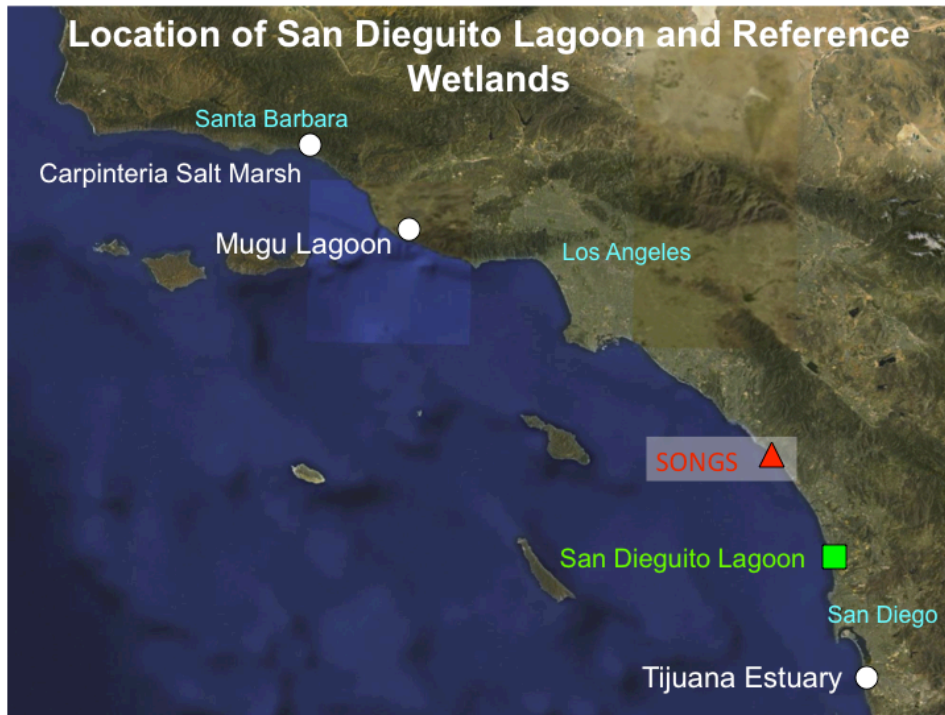 Location of San Dieguito Lagoon and Reference
Wetlands
Santa Barbara
Carpinteria Salt Marsh
Mugu Lagoon
Los Angeles
SONGS
San Dieguito Lagoon
San Diego
Tijuana Estuary